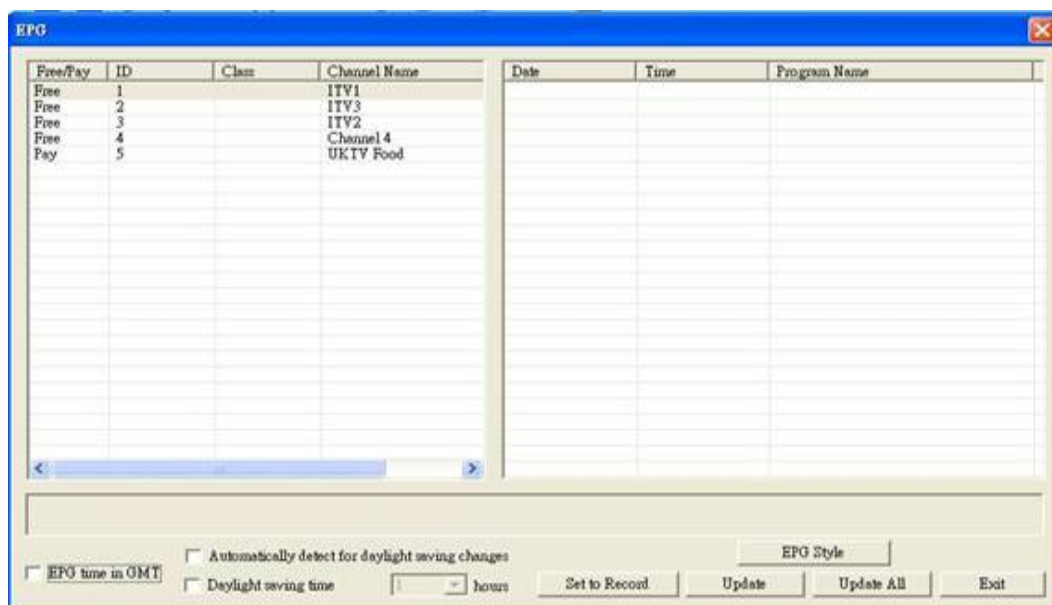 EPG
Free/Pay ID Class Channel Name
Free 1 ITV1
Free 2 ITV3
Free 3 ITV2
Free 4 Channel 4
Pay 5 UKTV Food
Date Time Program Name
EPG time in GMT
Automatically detect for daylight saving changes
Daylight saving time 1 hours
EPG Style
Set to Record Update Update All Exit